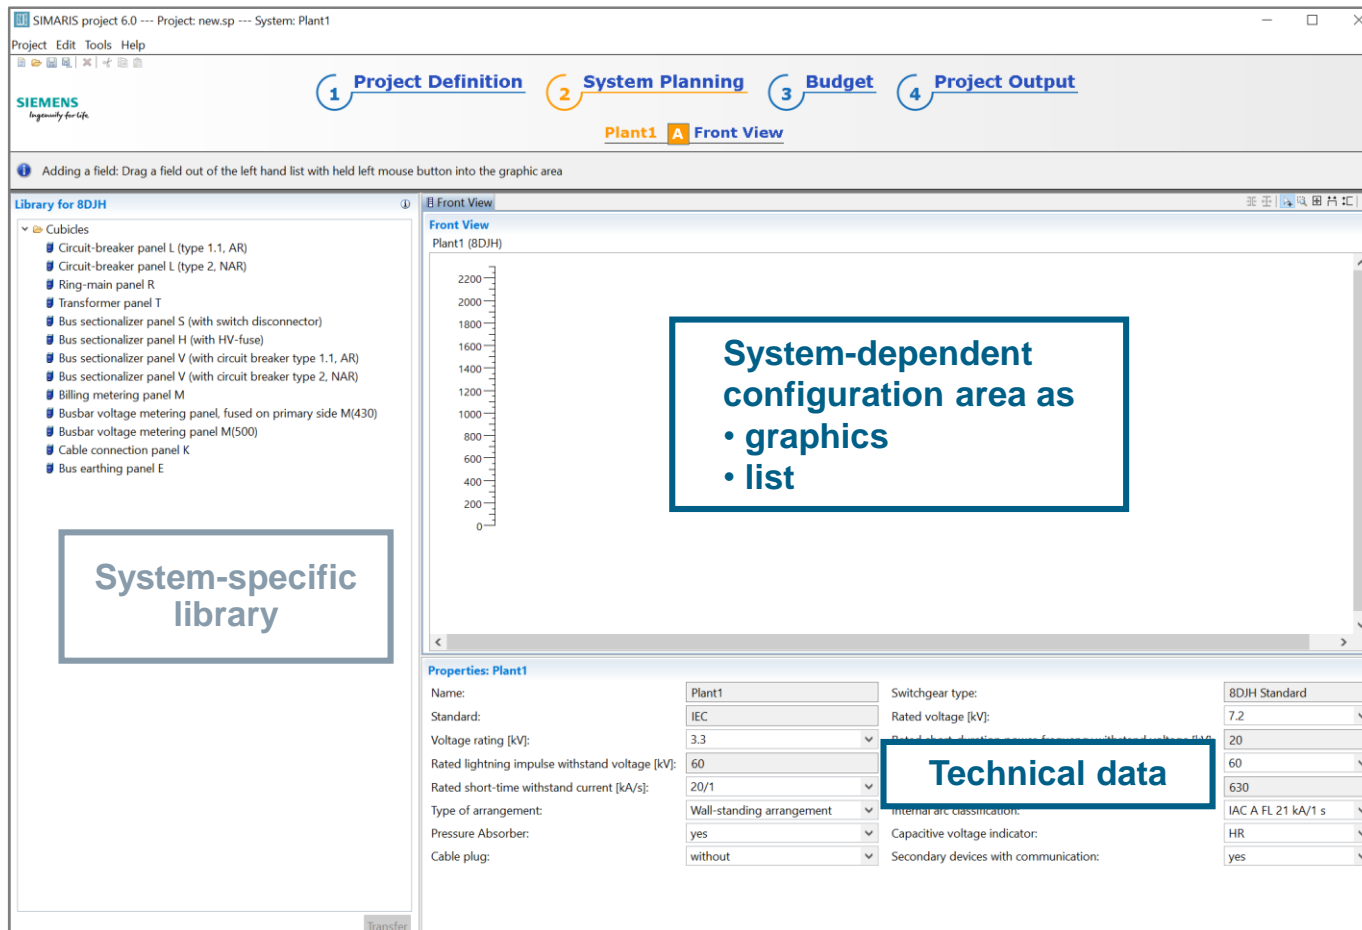 SIMARIS project 6.0 --- Project: new.sp --- System: Plant1
Project Edit Tools Help
SIEMENS
Ingenuity for life
1 Project Definition 2 System Planning 3 Budget 4 Project Output
Plant1 A Front View
Adding a field: Drag a field out of the left hand list with held left mouse button into the graphic area
Library for 8DJH
Cubicles
Circuit-breaker panel L (type 1.1, AR)
Circuit-breaker panel L (type 2, NAR)
Ring-main panel R
Transformer panel T
Bus sectionalizer panel S (with switch disconnector)
Bus sectionalizer panel H (with HV-fuse)
Bus sectionalizer panel V (with circuit breaker type 1.1, AR)
Bus sectionalizer panel V (with circuit breaker type 2, NAR)
Billing metering panel M
Busbar voltage metering panel, fused on primary side M(430)
Busbar voltage metering panel M(500)
Cable connection panel K
Bus earthing panel E
System-specific
library
Transfer
Front View
Front View
Plant1 (8DJH)
2200
2000
1800
1600
1400
1200
1000
800
600
400
200
0
System-dependent
configuration area as
• graphics
• list
Properties: Plant1
Name: Plant1 Switchgear type: 8DJH Standard
Standard: IEC Rated voltage [kV]: 7.2
Voltage rating [kV]: 3.3 Rated short-duration power-frequency withstand voltage [kV]: 20
Rated lightning impulse withstand voltage [kV]: 60 60
Rated short-time withstand current [kA/s]: 20/1 630
Type of arrangement: Wall-standing arrangement Internal arc classification: IAC A FL 21 kA/1 s
Pressure Absorber: yes Capacitive voltage indicator: HR
Cable plug: without Secondary devices with communication: yes
Technical data